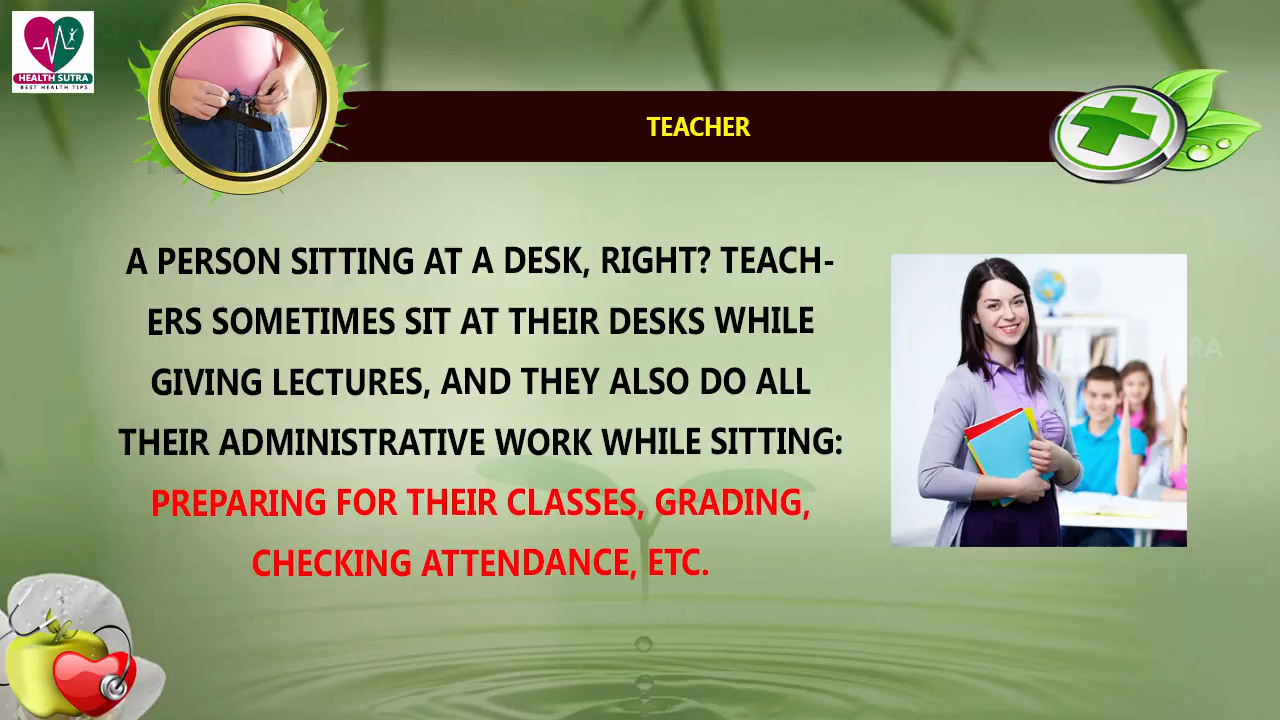 HEALTH SUTRA
BEST HEALTH TIPS
TEACHER
A PERSON SITTING AT A DESK, RIGHT? TEACH-
ERS SOMETIMES SIT AT THEIR DESKS WHILE
GIVING LECTURES, AND THEY ALSO DO ALL
THEIR ADMINISTRATIVE WORK WHILE SITTING:
PREPARING FOR THEIR CLASSES, GRADING,
CHECKING ATTENDANCE, ETC.